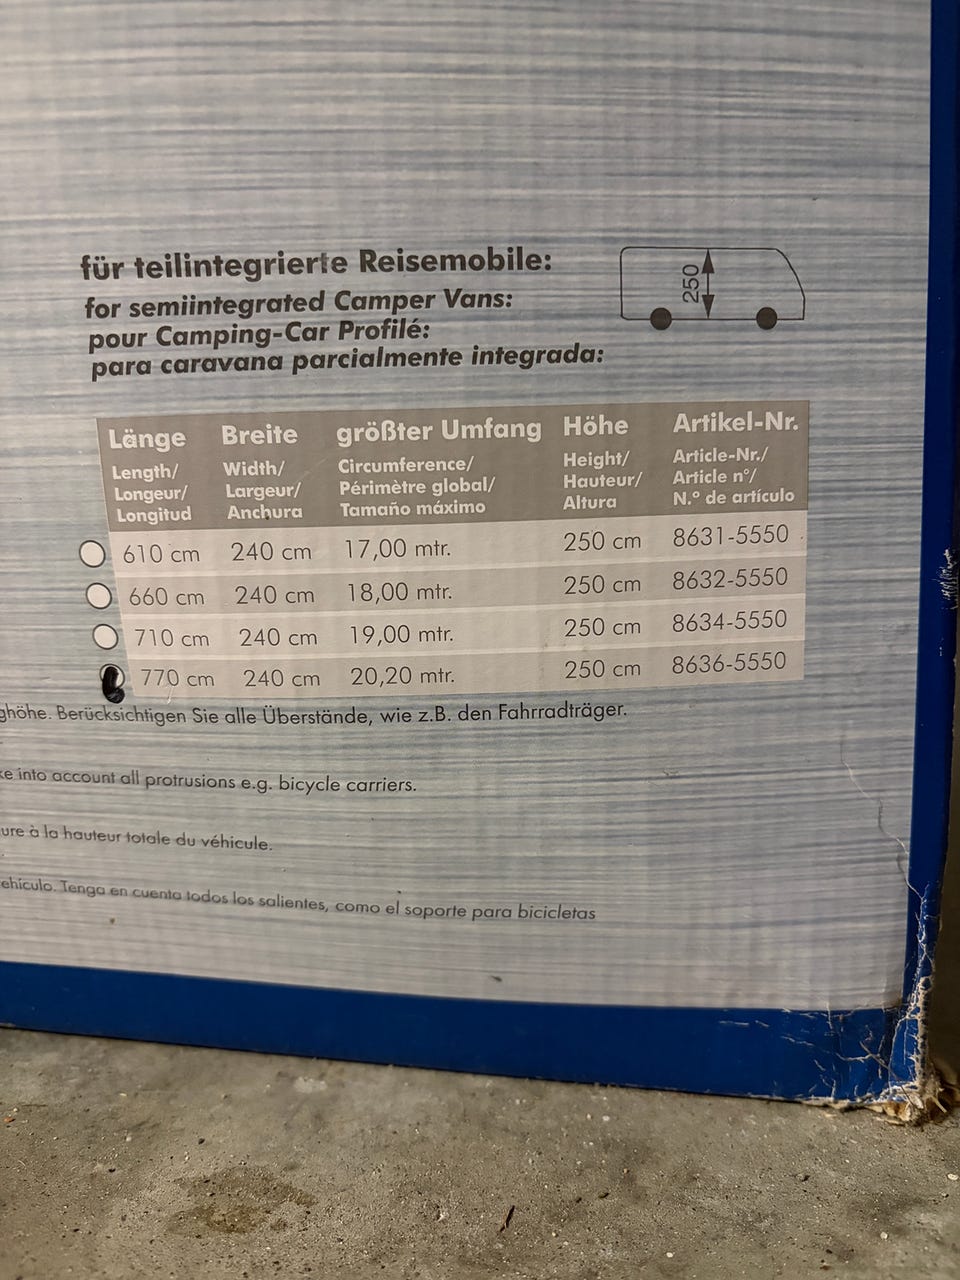 für teilintegrierte Reisemobile:
for semiintegrated Camper Vans:
pour Camping-Car Profilé:
para caravana parcialmente integrada:
250
Länge Breite größter Umfang Höhe Artikel-Nr.
Length/ Width/ Circumference/ Height/ Article-Nr./
Longeur/ Largeur/ Périmètre global/ Hauteur/ Article n°/
Longitud Anchura Tamaño máximo Altura N.º de artículo
610 cm 240 cm 17,00 mtr. 250 cm 8631-5550
660 cm 240 cm 18,00 mtr. 250 cm 8632-5550
710 cm 240 cm 19,00 mtr. 250 cm 8634-5550
770 cm 240 cm 20,20 mtr. 250 cm 8636-5550
ghöhe. Berücksichtigen Sie alle Überstände, wie z.B. den Fahrradträger.
ke into account all protrusions e.g. bicycle carriers.
ure à la hauteur totale du véhicule.
ehículo. Tenga en cuenta todos los salientes, como el soporte para bicicletas